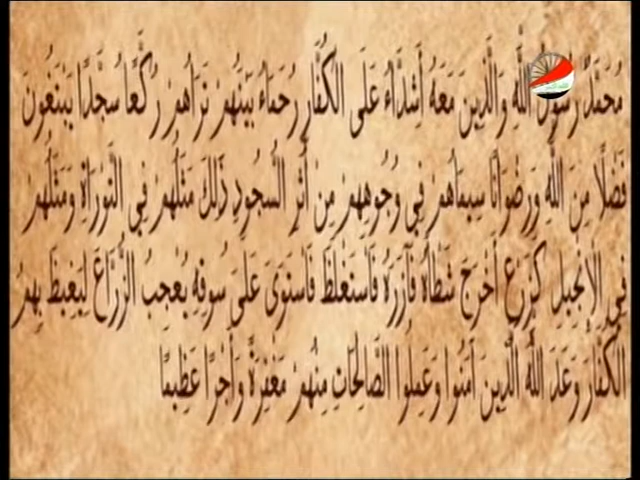 مُحَمَّدٌ رَسُولُ اللَّهِ وَالَّذِينَ مَعَهُ أَشِدَّاءُ عَلَى الْكُفَّارِ رُحَمَاءُ بَيْنَهُمْ تَرَاهُمْ رُكَّعًا سُجَّدًا يَبْتَغُونَ
فَضْلًا مِنَ اللَّهِ وَرِضْوَانًا سِيمَاهُمْ فِي وُجُوهِهِمْ مِنْ أَثَرِ السُّجُودِ ذَلِكَ مَثَلُهُمْ فِي التَّوْرَاةِ وَمَثَلُهُمْ
فِي الْإِنْجِيلِ كَزَرْعٍ أَخْرَجَ شَطْأَهُ فَآزَرَهُ فَاسْتَغْلَظَ فَاسْتَوَى عَلَى سُوقِهِ يُعْجِبُ الزُّرَّاعَ لِيَغِيظَ بِهِمُ
الْكُفَّارَ وَعَدَ اللَّهُ الَّذِينَ آمَنُوا وَعَمِلُوا الصَّالِحَاتِ مِنْهُمْ مَغْفِرَةً وَأَجْرًا عَظِيمًا